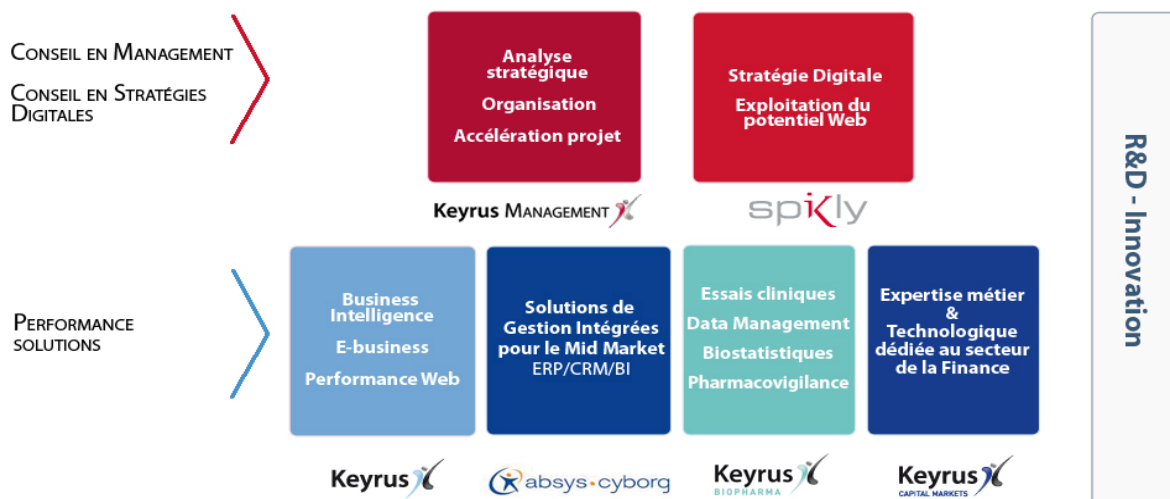 CONSEIL EN MANAGEMENT
CONSEIL EN STRATÉGIES
DIGITALES
Analyse
stratégique
Organisation
Accélération projet
Stratégie Digitale
Exploitation du
potentiel Web
Keyrus MANAGEMENT
spikly
R&D - Innovation
PERFORMANCE
SOLUTIONS
Business
Intelligence
E-business
Performance Web
Solutions de
Gestion Intégrées
pour le Mid Market
ERP/CRM/BI
Essais cliniques
Data Management
Biostatistiques
Pharmacovigilance
Expertise métier
&
Technologique
dédiée au secteur
de la Finance
Keyrus
absys·cyborg
Keyrus
BIOPHARMA
Keyrus
CAPITAL MARKETS